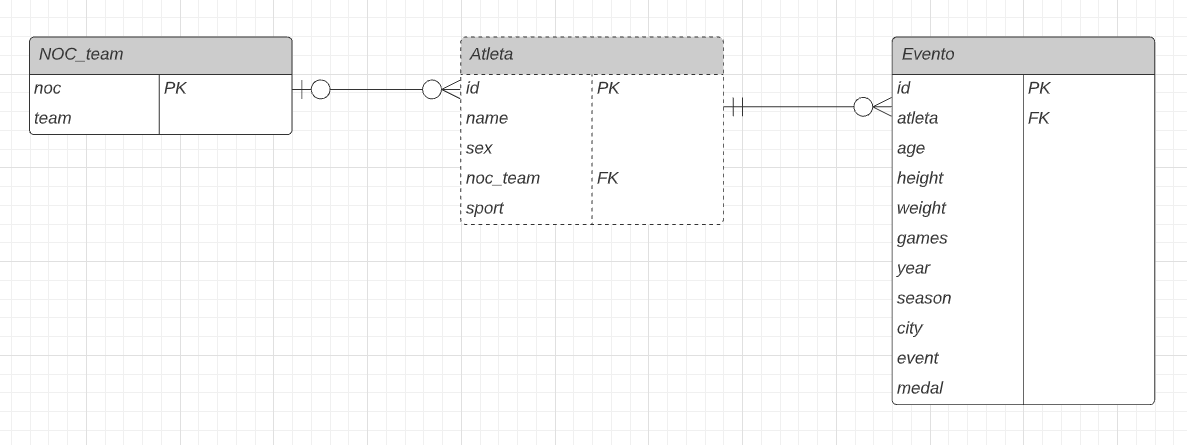 NOC_team
noc PK
team
Atleta
id PK
name
sex
noc_team FK
sport
Evento
id PK
atleta FK
age
height
weight
games
year
season
city
event
medal